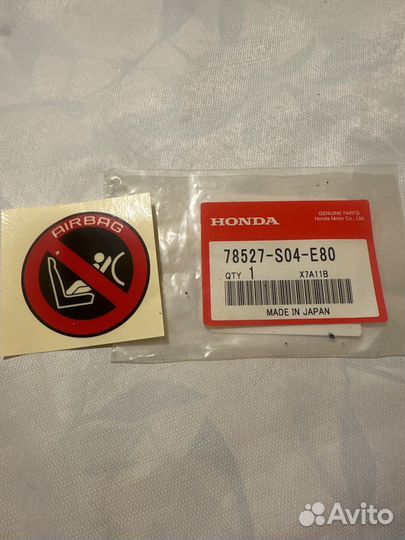 AIRBAG
HONDA
GENUINE PARTS
Honda Motor Co., Ltd.
78527-S04-E80
QTY 1 X7A11B
MADE IN JAPAN
Avito